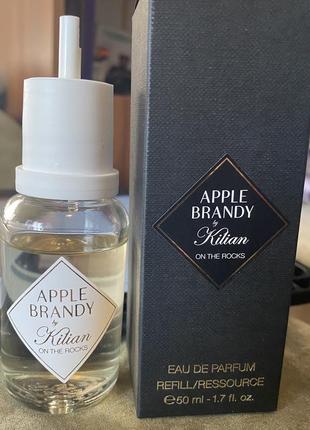 APPLE
BRANDY
by
Kilian
ON THE ROCKS
APPLE
BRANDY
by
Kilian
ON THE ROCKS
EAU DE PARFUM
REFILL/RESSOURCE
℮50 ml - 1.7 fl. oz.